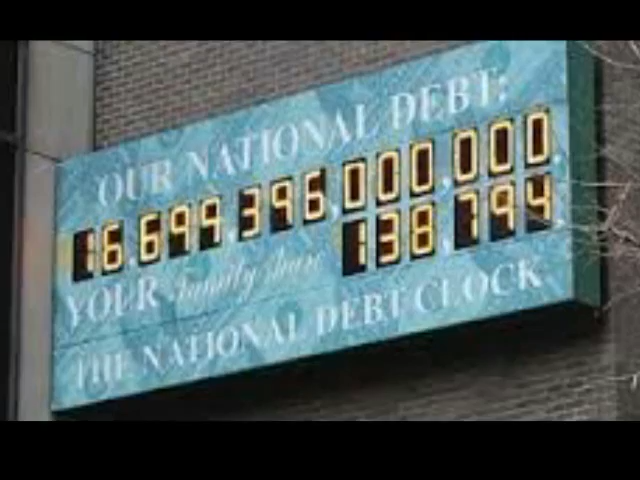 OUR NATIONAL DEBT:
16,699,396,000,000
YOUR Family share 138,794
THE NATIONAL DEBT CLOCK